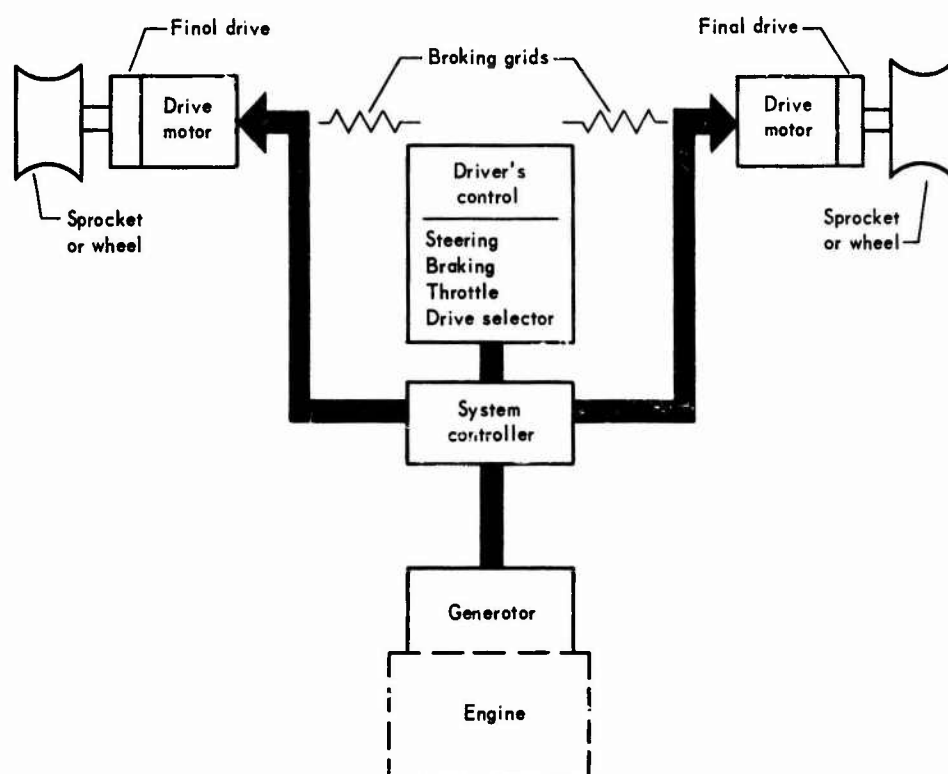 Finol drive
Final drive
Broking grids
Drive
motor
Drive
motor
Driver's
control
Steering
Braking
Throttle
Drive selector
Sprocket
or wheel
Sprocket
or wheel
System
controller
Generotor
Engine